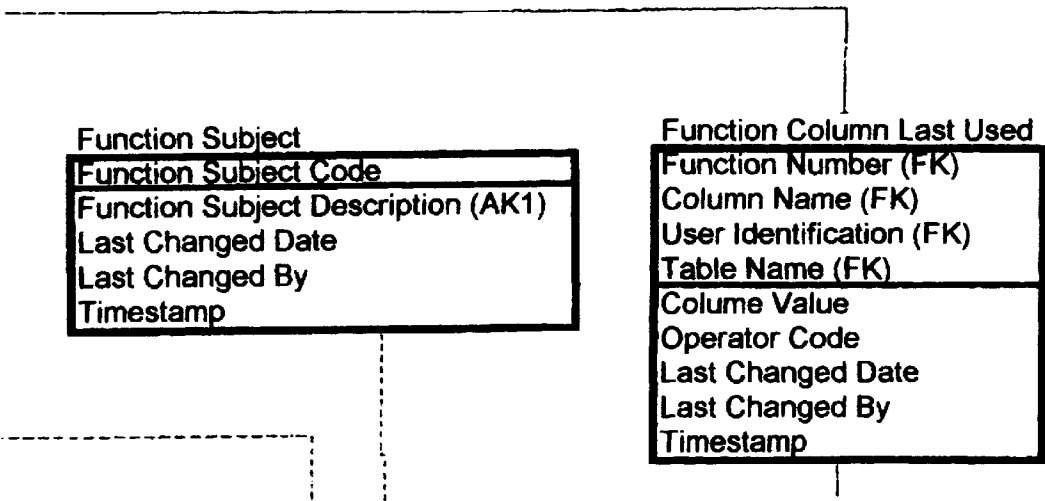 Function Subject
Function Subject Code
Function Subject Description (AK1)
Last Changed Date
Last Changed By
Timestamp
Function Column Last Used
Function Number (FK)
Column Name (FK)
User Identification (FK)
Table Name (FK)
Colume Value
Operator Code
Last Changed Date
Last Changed By
Timestamp